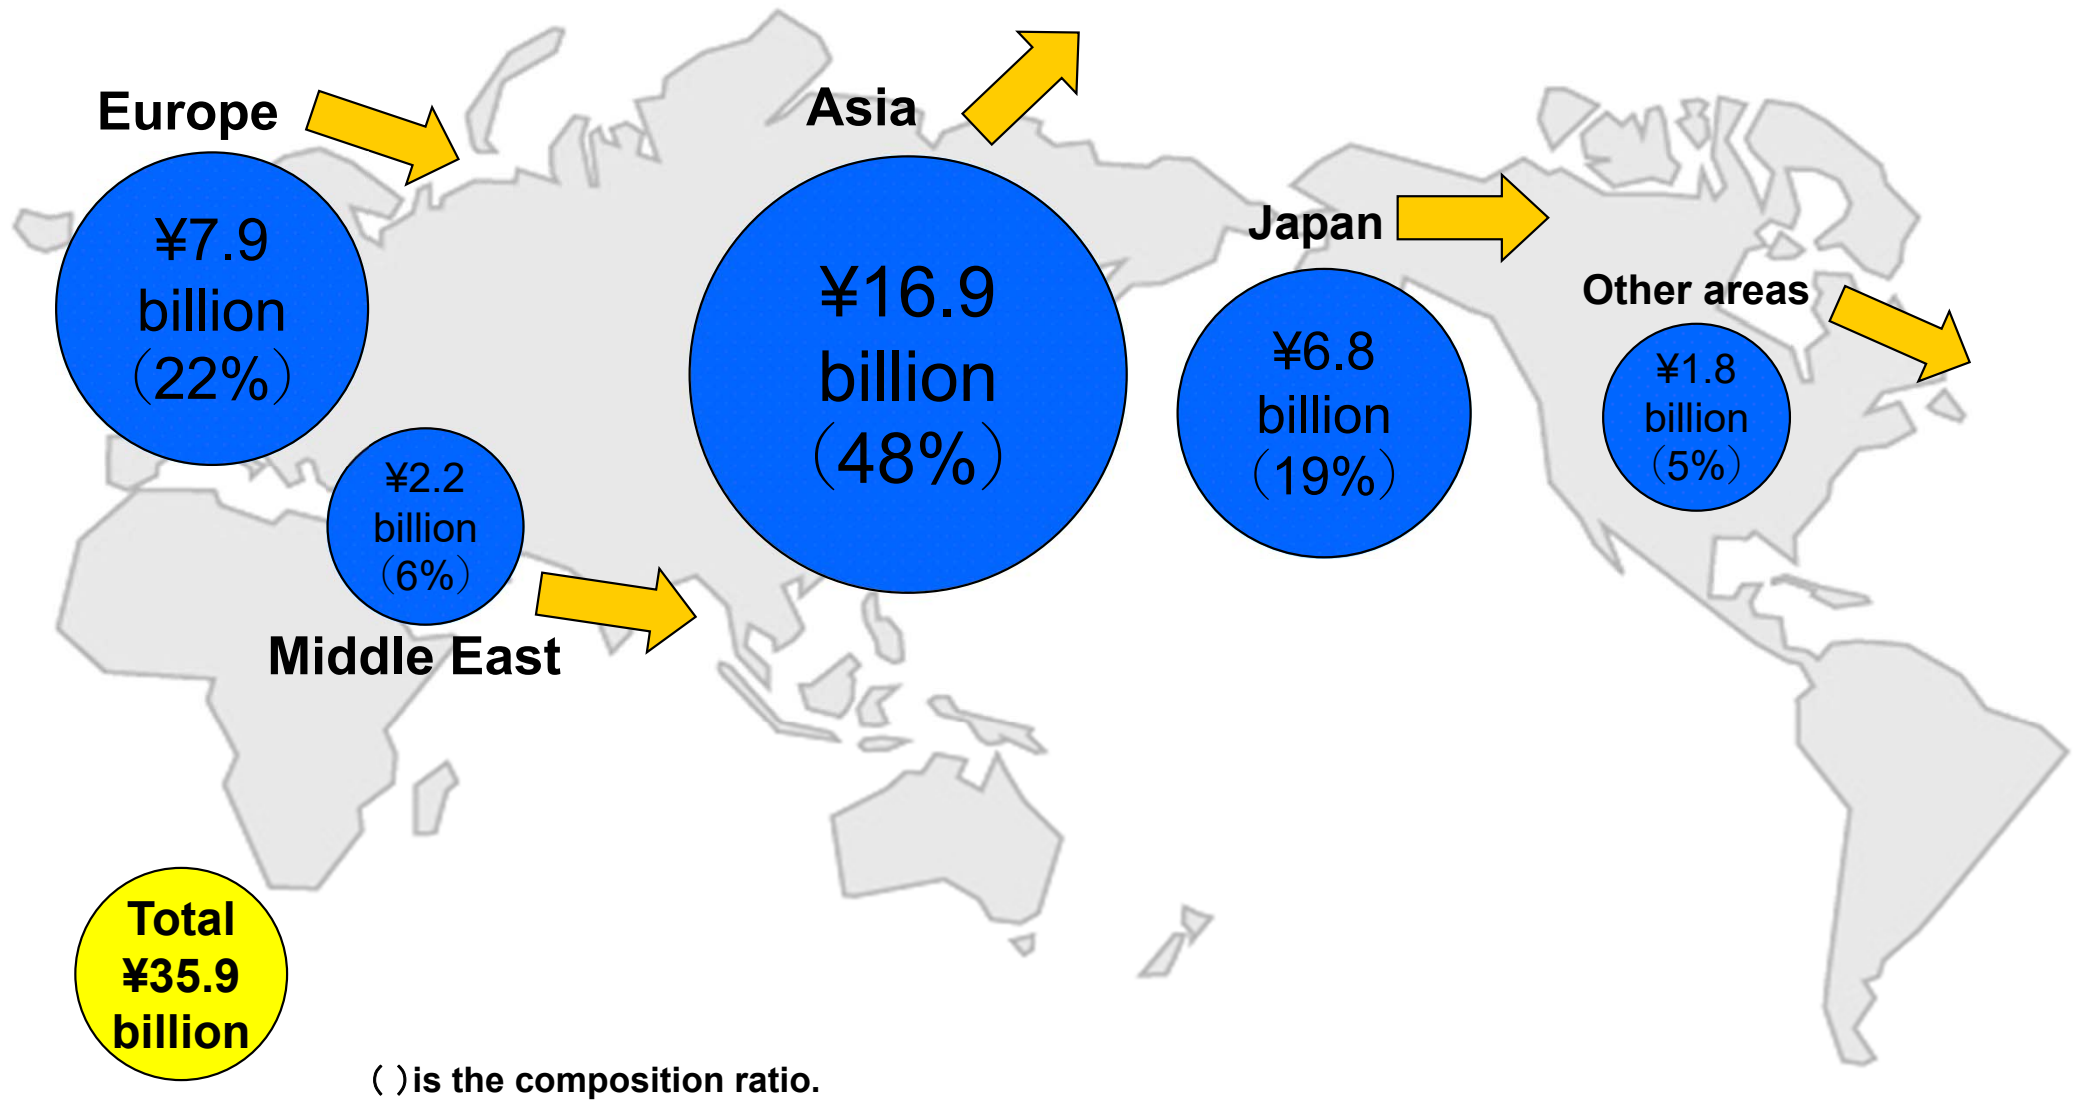 Europe
¥7.9
billion
（22%）
Asia
¥16.9
billion
（48%）
Japan
¥6.8
billion
（19%）
Other areas
¥1.8
billion
（5%）
¥2.2
billion
（6%）
Middle East
Total
¥35.9
billion
（ ）is the composition ratio.